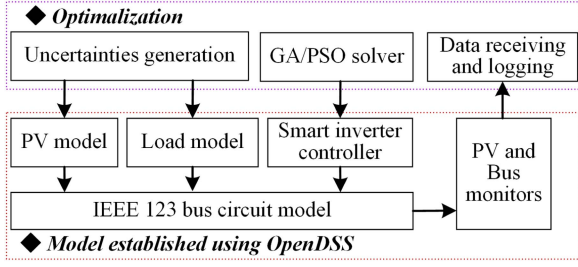 ◆ Optimalization
Uncertainties generation
GA/PSO solver
Data receiving
and logging
PV model
Load model
Smart inverter
controller
PV and
Bus
monitors
IEEE 123 bus circuit model
◆ Model established using OpenDSS